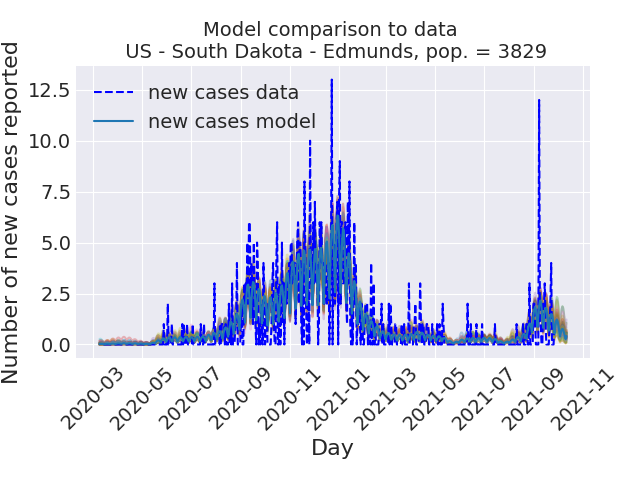 Model comparison to data
US - South Dakota - Edmunds, pop. = 3829
Number of new cases reported
12.5
10.0
7.5
5.0
2.5
0.0
new cases data
new cases model
2020-03
2020-05
2020-07
2020-09
2020-11
2021-01
2021-03
2021-05
2021-07
2021-09
2021-11
Day